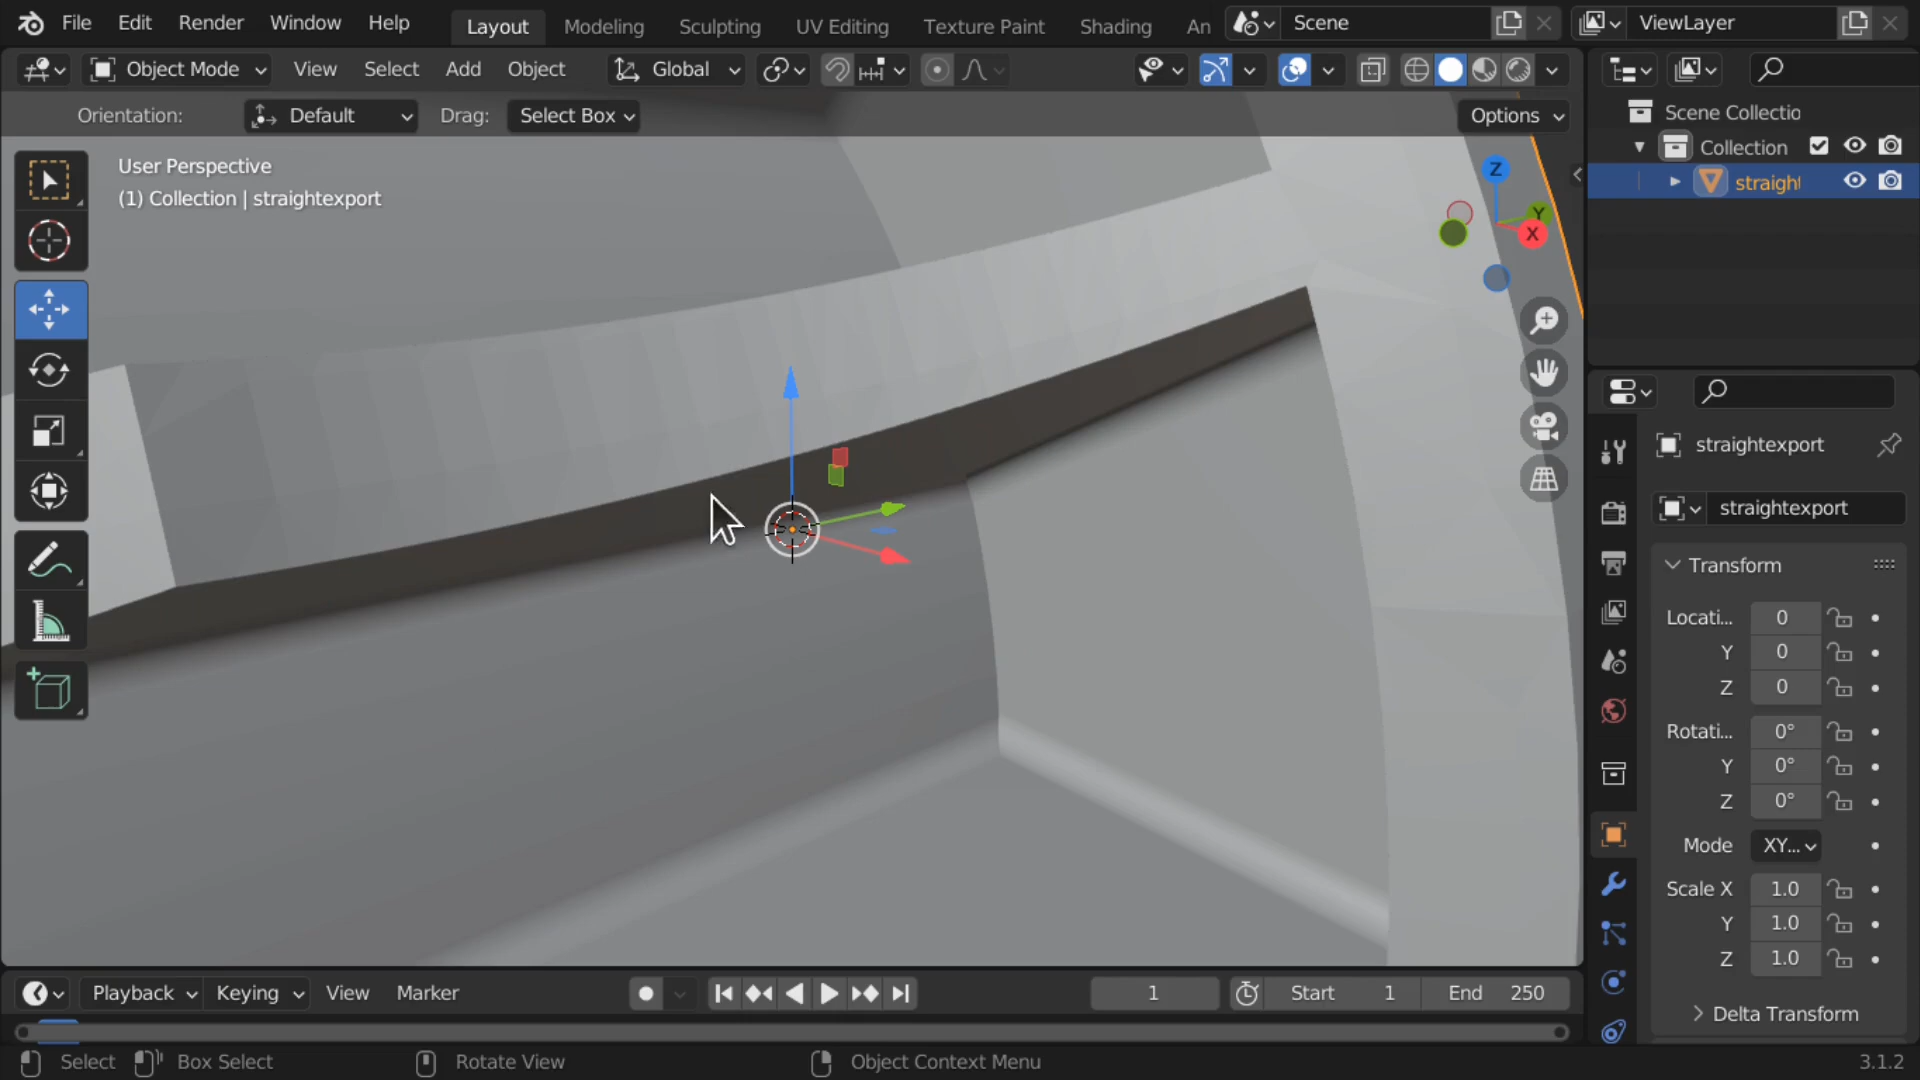 File Edit Render Window Help Layout Modeling Sculpting UV Editing Texture Paint Shading An Scene ViewLayer
Object Mode View Select Add Object Global
Orientation: Default Drag: Select Box Options
User Perspective
(1) Collection | straightexport
Z
Y
X
Scene Collectio
Collection
straight
straightexport
straightexport
Transform
Locati... 0
Y 0
Z 0
Rotati... 0°
Y 0°
Z 0°
Mode XY...
Scale X 1.0
Y 1.0
Z 1.0
Delta Transform
Playback Keying View Marker 1 Start 1 End 250
Select Box Select Rotate View Object Context Menu 3.1.2